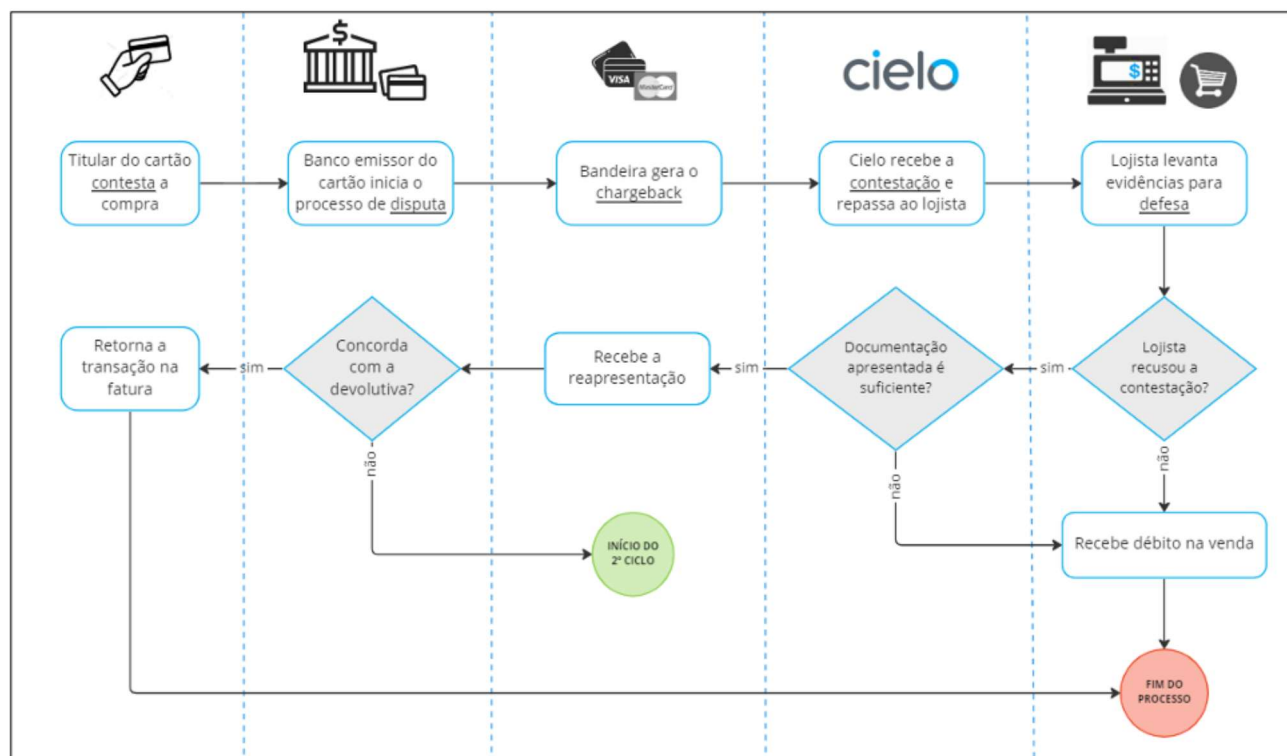 $
VISA
MasterCard
cielo
$
Titular do cartão
contesta a
compra
Banco emissor do
cartão inicia o
processo de disputa
Bandeira gera o
chargeback
Cielo recebe a
contestação e
repassa ao lojista
Lojista levanta
evidências para
defesa
Retorna a
transação na
fatura
sim
Concorda
com a
devolutiva?
Recebe a
reapresentação
sim
Documentação
apresentada é
suficiente?
sim
Lojista
recusou a
contestação?
não
não
não
INÍCIO DO
2º CICLO
Recebe débito na venda
FIM DO
PROCESSO